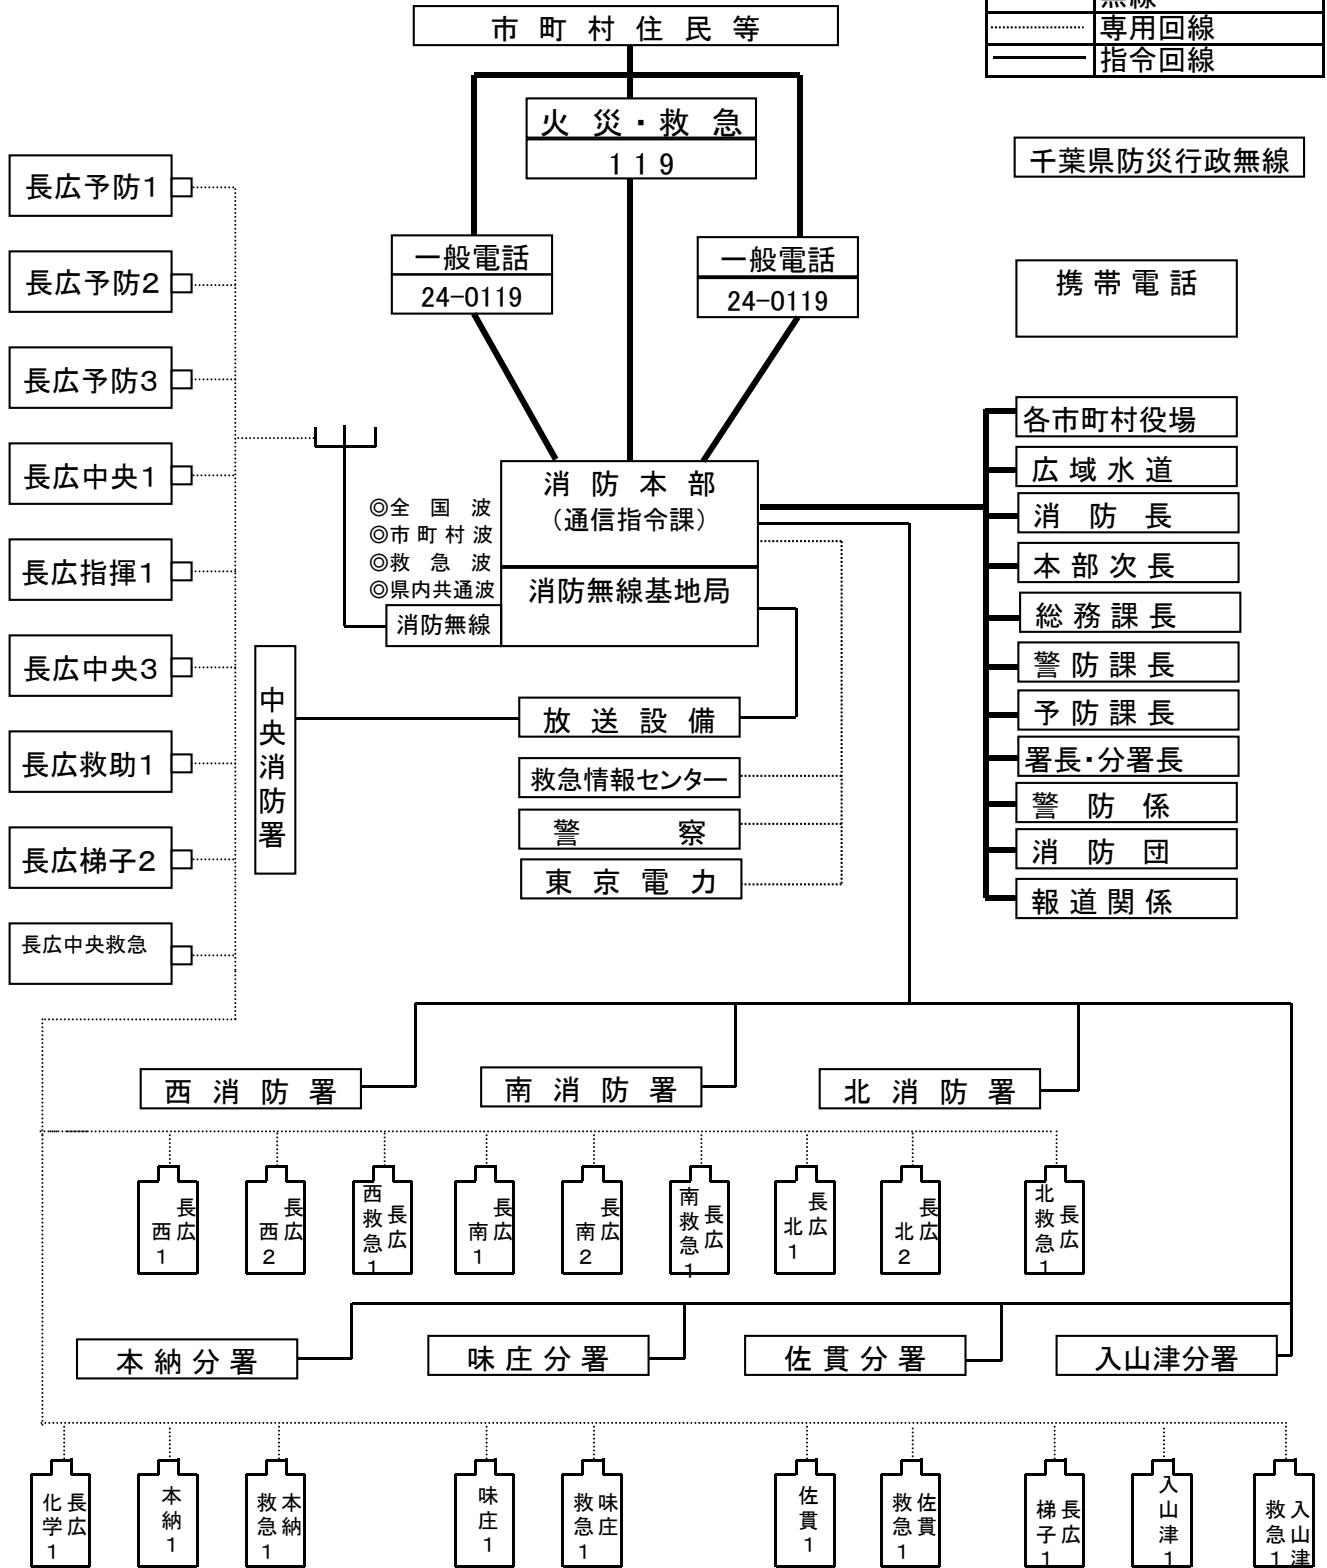 市町村住民等
無線
専用回線
指令回線
火災・救急
119
千葉県防災行政無線
一般電話
24-0119
一般電話
24-0119
携帯電話
長広予防1
長広予防2
長広予防3
長広中央1
長広指揮1
長広中央3
長広救助1
長広梯子2
長広中央救急
◎全国波
◎市町村波
◎救急波
◎県内共通波
消防無線
消防本部
（通信指令課）
消防無線基地局
各市町村役場
広域水道
消防長
本部次長
総務課長
警防課長
予防課長
署長・分署長
警防係
消防団
報道関係
中央消防署
放送設備
救急情報センター
警察
東京電力
西消防署
南消防署
北消防署
長広
西1
長広
西2
長広
西救急1
長広
南1
長広
南2
長広
南救急1
長広
北1
長広
北2
長広
北救急1
本納分署
味庄分署
佐貫分署
入山津分署
長広
化学1
本納1
本納
救急1
味庄1
味庄
救急1
佐貫1
佐貫
救急1
長広
梯子1
入山津1
入山津
救急1